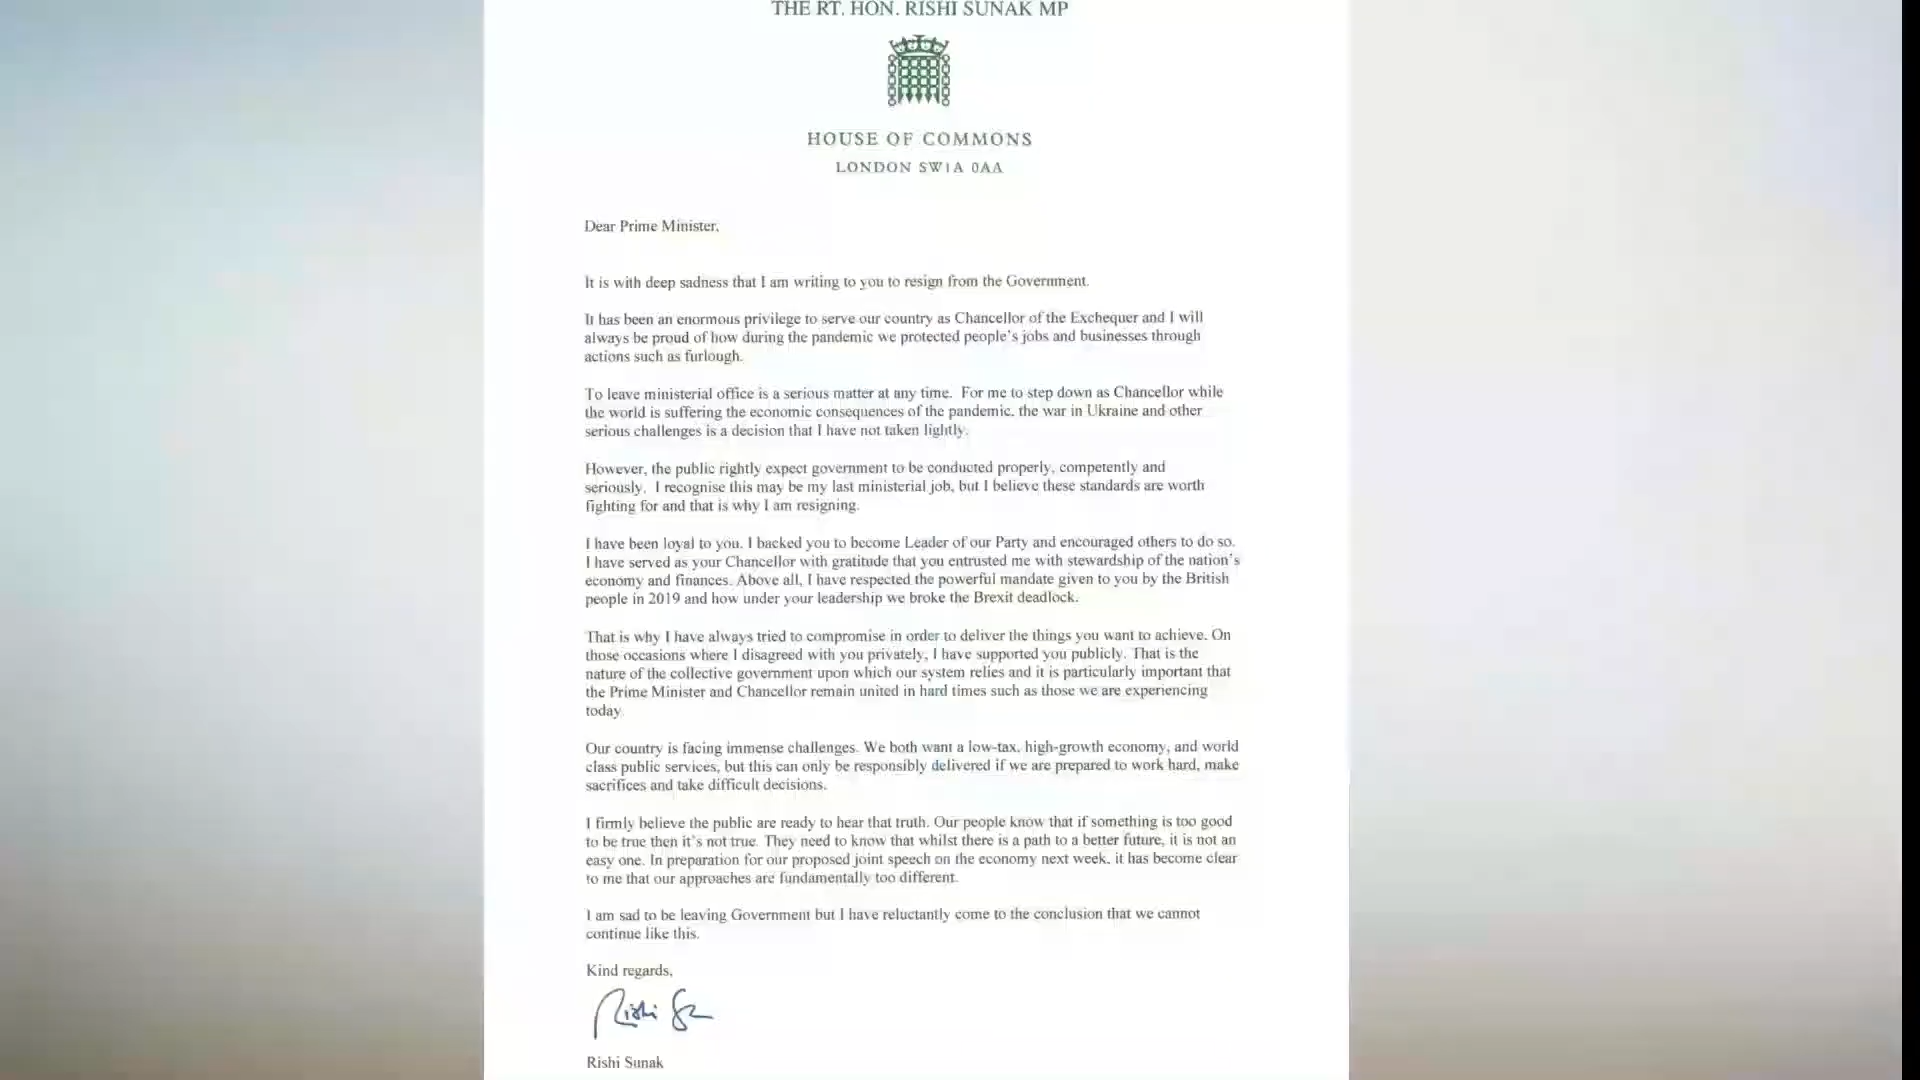 THE RT. HON. RISHI SUNAK MP
HOUSE OF COMMONS
LONDON SW1A 0AA
Dear Prime Minister,
It is with deep sadness that I am writing to you to resign from the Government.
It has been an enormous privilege to serve our country as Chancellor of the Exchequer and I will
always be proud of how during the pandemic we protected people's jobs and businesses through
actions such as furlough.
To leave ministerial office is a serious matter at any time. For me to step down as Chancellor while
the world is suffering the economic consequences of the pandemic, the war in Ukraine and other
serious challenges is a decision that I have not taken lightly.
However, the public rightly expect government to be conducted properly, competently and
seriously. I recognise this may be my last ministerial job, but I believe these standards are worth
fighting for and that is why I am resigning.
I have been loyal to you. I backed you to become Leader of our Party and encouraged others to do so.
I have served as your Chancellor with gratitude that you entrusted me with stewardship of the nation's
economy and finances. Above all, I have respected the powerful mandate given to you by the British
people in 2019 and how under your leadership we broke the Brexit deadlock.
That is why I have always tried to compromise in order to deliver the things you want to achieve. On
those occasions where I disagreed with you privately, I have supported you publicly. That is the
nature of the collective government upon which our system relies and it is particularly important that
the Prime Minister and Chancellor remain united in hard times such as those we are experiencing
today.
Our country is facing immense challenges. We both want a low-tax, high-growth economy, and world
class public services, but this can only be responsibly delivered if we are prepared to work hard, make
sacrifices and take difficult decisions.
I firmly believe the public are ready to hear that truth. Our people know that if something is too good
to be true then it's not true. They need to know that whilst there is a path to a better future, it is not an
easy one. In preparation for our proposed joint speech on the economy next week, it has become clear
to me that our approaches are fundamentally too different.
I am sad to be leaving Government but I have reluctantly come to the conclusion that we cannot
continue like this.
Kind regards,
Rishi S
Rishi Sunak